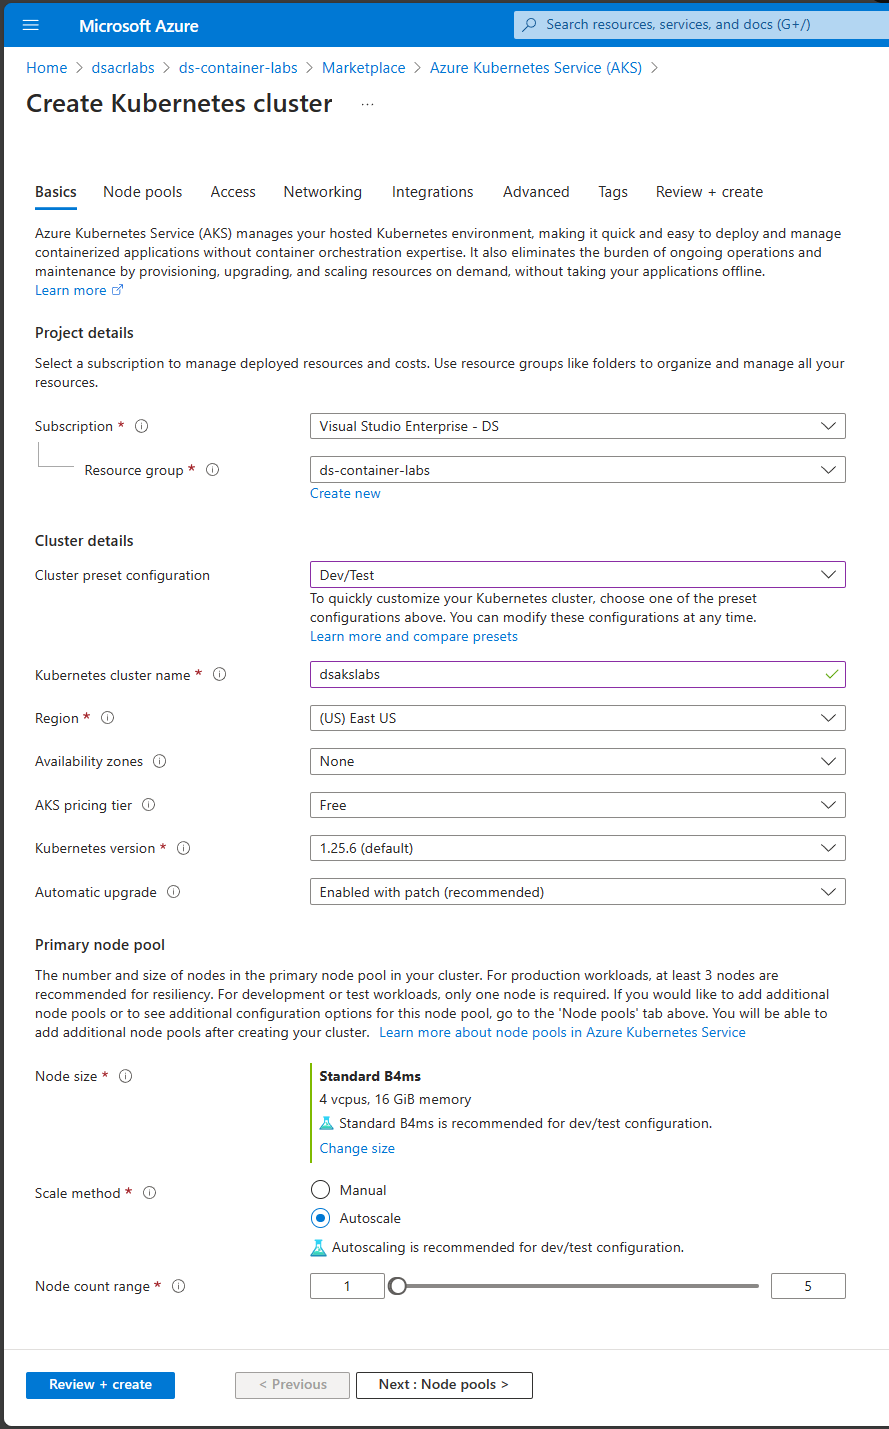 Microsoft Azure
Search resources, services, and docs (G+/)
Home > dsacrlabs > ds-container-labs > Marketplace > Azure Kubernetes Service (AKS) >
Create Kubernetes cluster ...
Basics Node pools Access Networking Integrations Advanced Tags Review + create
Azure Kubernetes Service (AKS) manages your hosted Kubernetes environment, making it quick and easy to deploy and manage
containerized applications without container orchestration expertise. It also eliminates the burden of ongoing operations and
maintenance by provisioning, upgrading, and scaling resources on demand, without taking your applications offline.
Learn more
Project details
Select a subscription to manage deployed resources and costs. Use resource groups like folders to organize and manage all your
resources.
Subscription *
Visual Studio Enterprise - DS
Resource group *
ds-container-labs
Create new
Cluster details
Cluster preset configuration
Dev/Test
To quickly customize your Kubernetes cluster, choose one of the preset
configurations above. You can modify these configurations at any time.
Learn more and compare presets
Kubernetes cluster name *
dsakslabs
Region *
(US) East US
Availability zones
None
AKS pricing tier
Free
Kubernetes version *
1.25.6 (default)
Automatic upgrade
Enabled with patch (recommended)
Primary node pool
The number and size of nodes in the primary node pool in your cluster. For production workloads, at least 3 nodes are
recommended for resiliency. For development or test workloads, only one node is required. If you would like to add additional
node pools or to see additional configuration options for this node pool, go to the 'Node pools' tab above. You will be able to
add additional node pools after creating your cluster. Learn more about node pools in Azure Kubernetes Service
Node size *
Standard B4ms
4 vcpus, 16 GiB memory
Standard B4ms is recommended for dev/test configuration.
Change size
Scale method *
Manual
Autoscale
Autoscaling is recommended for dev/test configuration.
Node count range *
1
5
Review + create
< Previous
Next : Node pools >